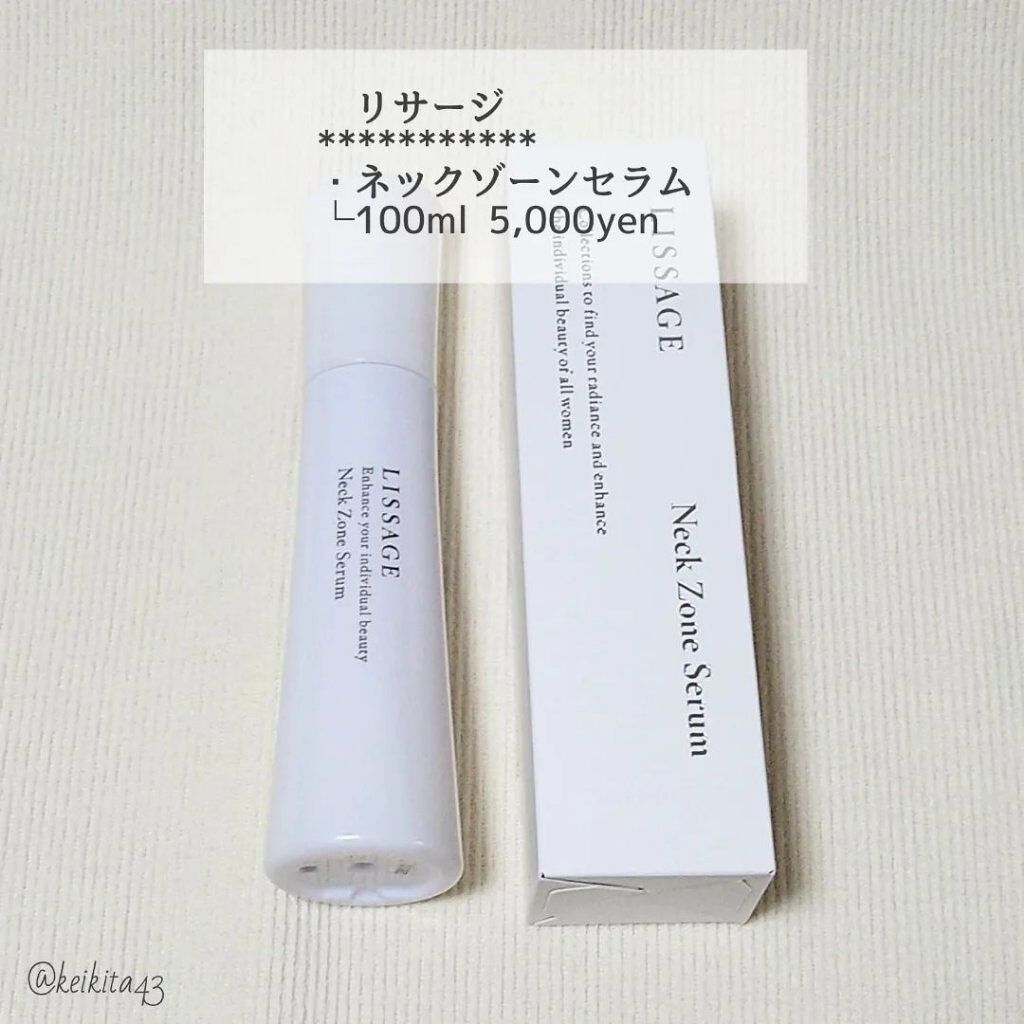 リサージ
***********
・ネックゾーンセラム
└100ml 5,000yen
LISSAGE
Enhance your individual beauty
Neck Zone Serum
LISSAGE
Collections to find your radiance and enhance
the individual beauty of all women
Neck Zone Serum
@keikita43